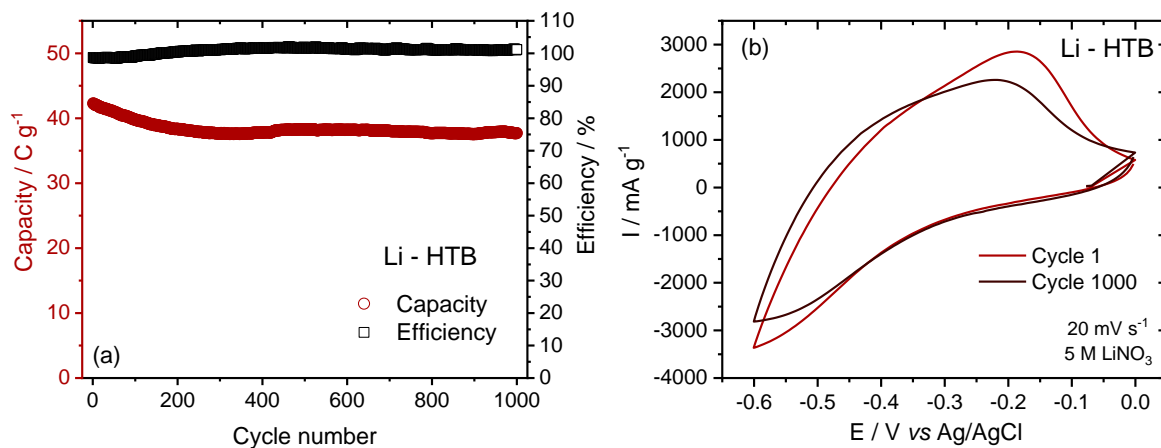 50
40
30
20
10
0
Capacity / C g⁻¹
110
100
90
80
70
60
50
40
30
20
10
0
Efficiency / %
Li - HTB
Capacity
Efficiency
(a)
0 200 400 600 800 1000
Cycle number
(b)
Li - HTB
3000
2000
1000
0
-1000
-2000
-3000
-4000
I / mA g⁻¹
Cycle 1
Cycle 1000
20 mV s⁻¹
5 M LiNO₃
-0.6 -0.5 -0.4 -0.3 -0.2 -0.1 0.0
E / V vs Ag/AgCl